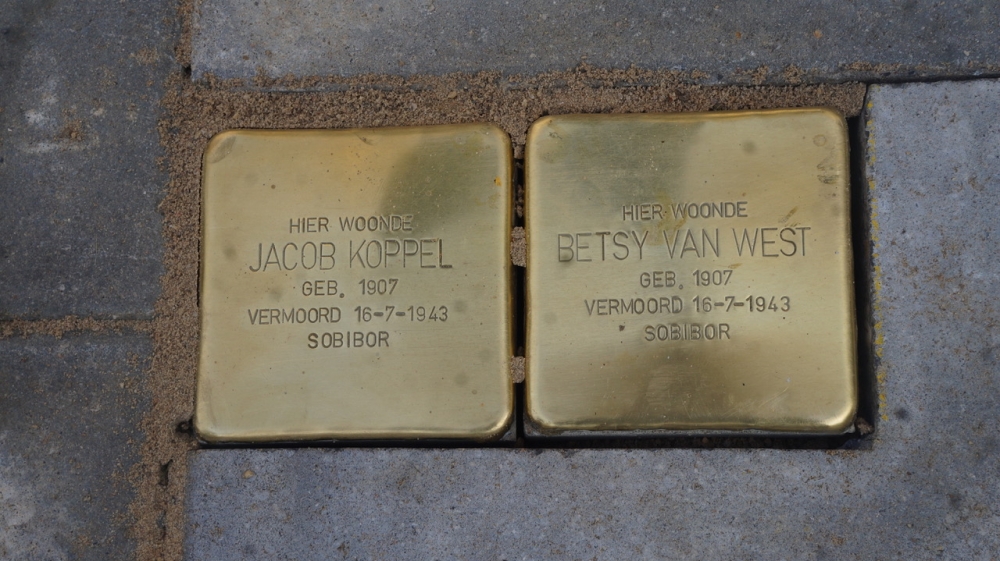 HIER WOONDE
JACOB KOPPEL
GEB. 1907
VERMOORD 16-7-1943
SOBIBOR
HIER WOONDE
BETSY VAN WEST
GEB. 1907
VERMOORD 16-7-1943
SOBIBOR